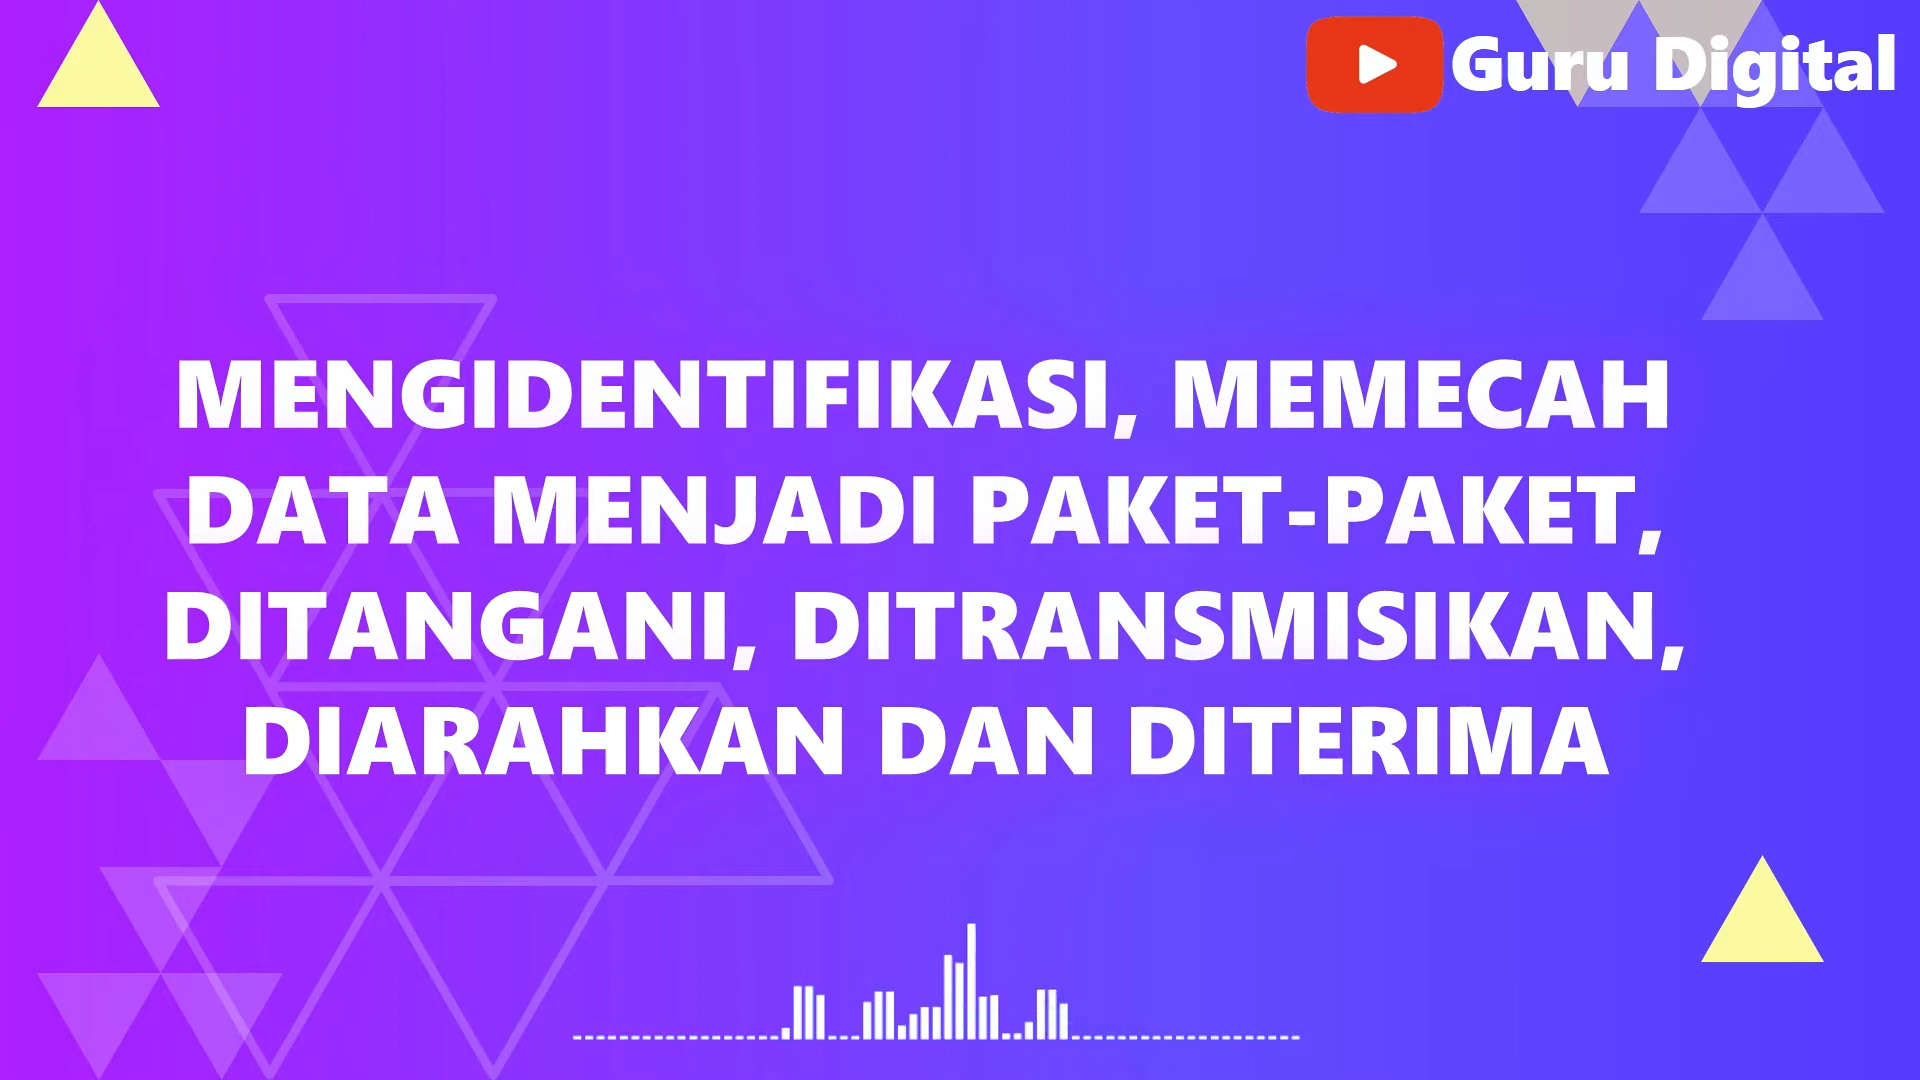 Guru Digital
MENGIDENTIFIKASI, MEMECAH
DATA MENJADI PAKET-PAKET,
DITANGANI, DITRANSMISIKAN,
DIARAHKAN DAN DITERIMA